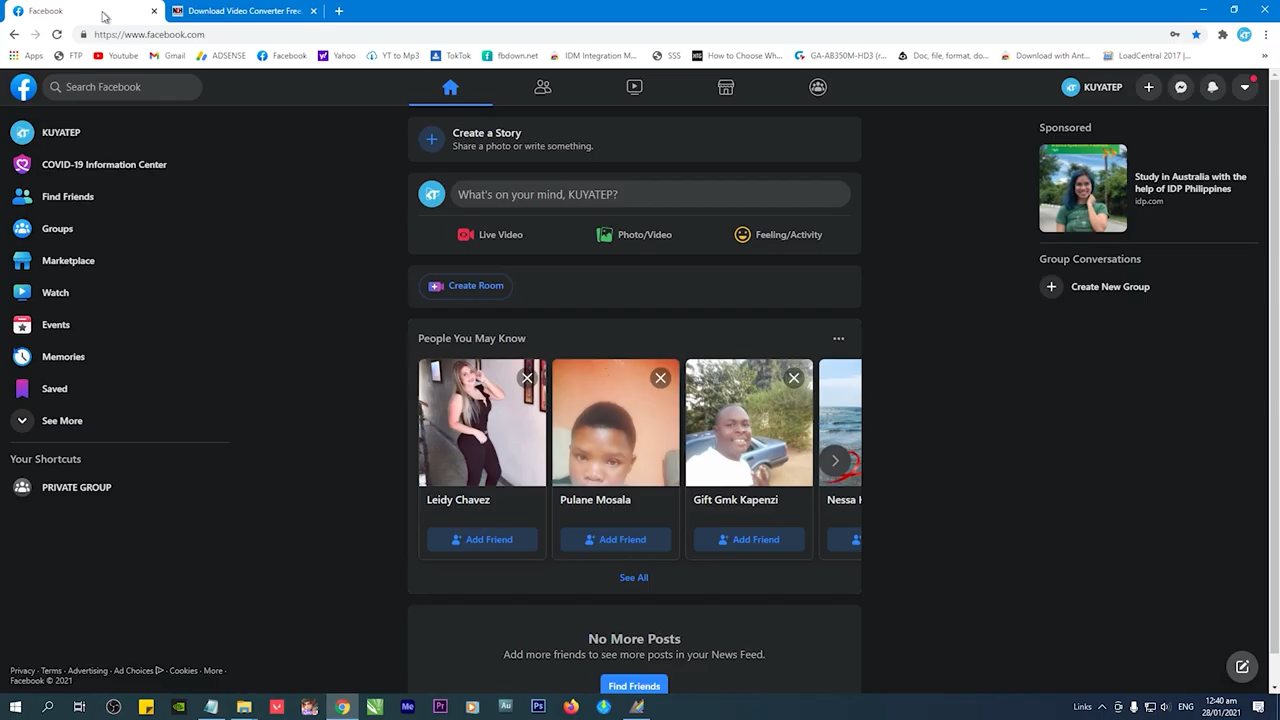 Facebook
Download Video Converter Free
https://www.facebook.com
Apps
FTP
Youtube
Gmail
ADSENSE
Facebook
Yahoo
YT to Mp3
TokTok
fbdown.net
IDM Integration M...
SSS
How to Choose Wh...
GA-AB350M-HD3 (r...
Doc, file, format, do...
Download with Ant...
LoadCentral 2017 |...
Search Facebook
KUYATEP
KUYATEP
COVID-19 Information Center
Find Friends
Groups
Marketplace
Watch
Events
Memories
Saved
See More
Your Shortcuts
PRIVATE GROUP
Privacy · Terms · Advertising · Ad Choices · Cookies · More ·
Facebook © 2021
Create a Story
Share a photo or write something.
What's on your mind, KUYATEP?
Live Video
Photo/Video
Feeling/Activity
Create Room
People You May Know
Leidy Chavez
Pulane Mosala
Gift Gmk Kapenzi
Nessa
Add Friend
Add Friend
Add Friend
See All
No More Posts
Add more friends to see more posts in your News Feed.
Find Friends
Sponsored
Study in Australia with the
help of IDP Philippines
idp.com
Group Conversations
Create New Group
Links
ENG
12:40 am
28/01/2021